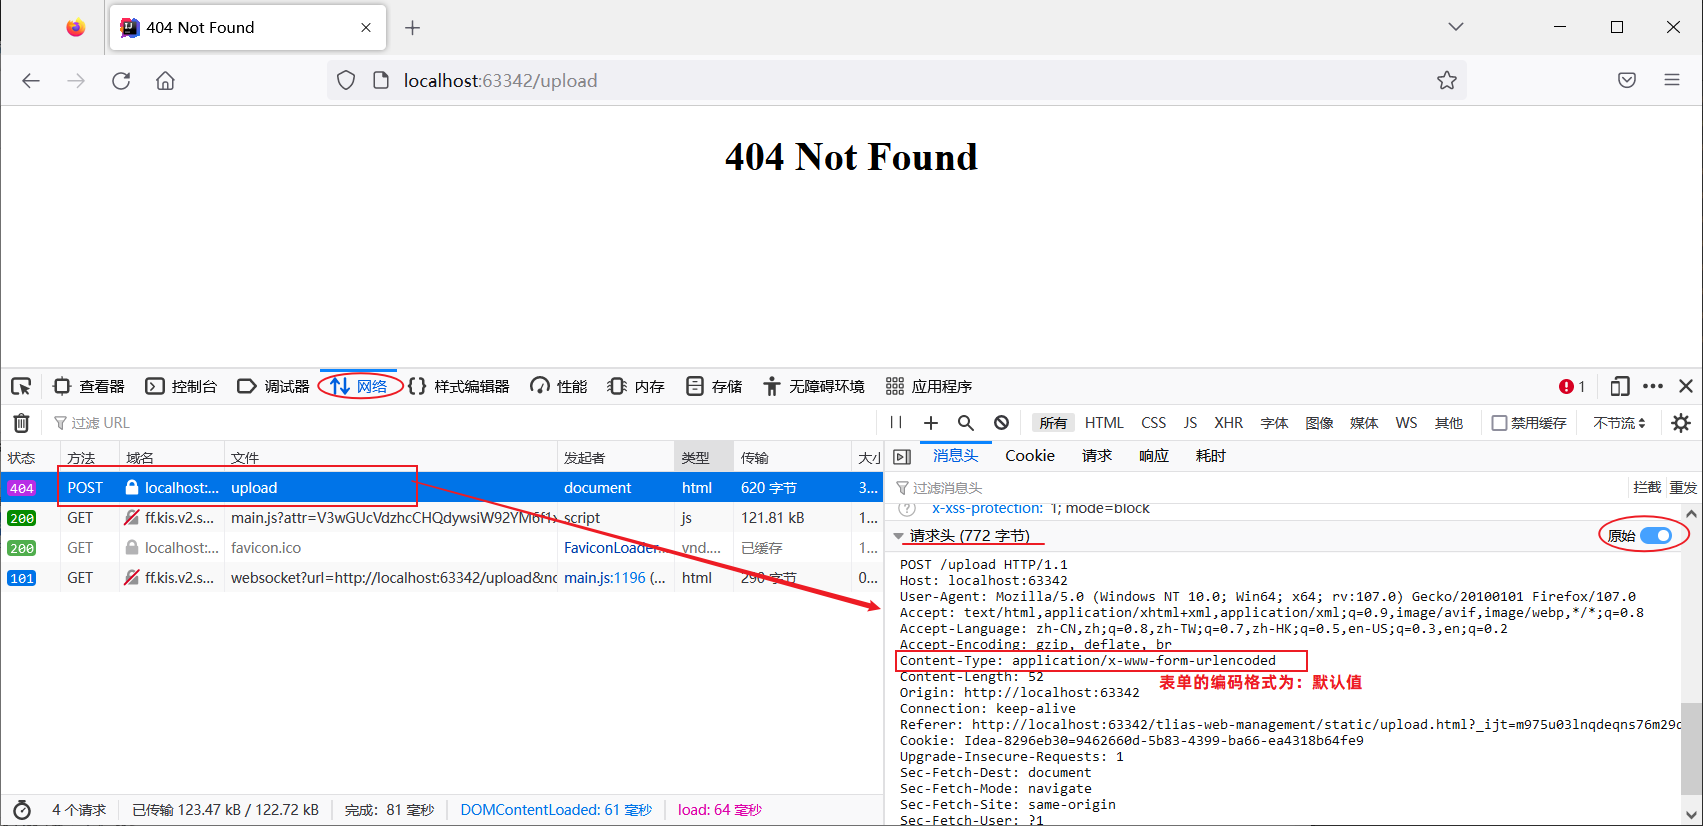 404 Not Found
localhost:63342/upload
404 Not Found
查看器 控制台 调试器 网络 样式编辑器 性能 内存 存储 无障碍环境 应用程序 1
过滤 URL 所有 HTML CSS JS XHR 字体 图像 媒体 WS 其他 禁用缓存 不节流
状态 方法 域名 文件 发起者 类型 传输 大小
404 POST localhost:... upload document html 620 字节 3...
200 GET ff.kis.v2.s... main.js?attr=V3wGUcVdzhcCHQdywsiW92YM6f1x script js 121.81 kB 1...
200 GET localhost:... favicon.ico FaviconLoader... vnd.... 已缓存 1...
101 GET ff.kis.v2.s... websocket?url=http://localhost:63342/upload&nc main.js:1196 (... html 290 字节 0...
4 个请求 已传输 123.47 kB / 122.72 kB 完成：81 毫秒 DOMContentLoaded: 61 毫秒 load: 64 毫秒
消息头 Cookie 请求 响应 耗时
过滤消息头 拦截 重发
x-xss-protection: 1; mode=block
请求头 (772 字节) 原始
POST /upload HTTP/1.1
Host: localhost:63342
User-Agent: Mozilla/5.0 (Windows NT 10.0; Win64; x64; rv:107.0) Gecko/20100101 Firefox/107.0
Accept: text/html,application/xhtml+xml,application/xml;q=0.9,image/avif,image/webp,*/*;q=0.8
Accept-Language: zh-CN,zh;q=0.8,zh-TW;q=0.7,zh-HK;q=0.5,en-US;q=0.3,en;q=0.2
Accept-Encoding: gzip, deflate, br
Content-Type: application/x-www-form-urlencoded
Content-Length: 52
表单的编码格式为：默认值
Origin: http://localhost:63342
Connection: keep-alive
Referer: http://localhost:63342/tlias-web-management/static/upload.html?_ijt=m975u03lnqdeqns76m29c
Cookie: Idea-8296eb30=9462660d-5b83-4399-ba66-ea4318b64fe9
Upgrade-Insecure-Requests: 1
Sec-Fetch-Dest: document
Sec-Fetch-Mode: navigate
Sec-Fetch-Site: same-origin
Sec-Fetch-User: ?1